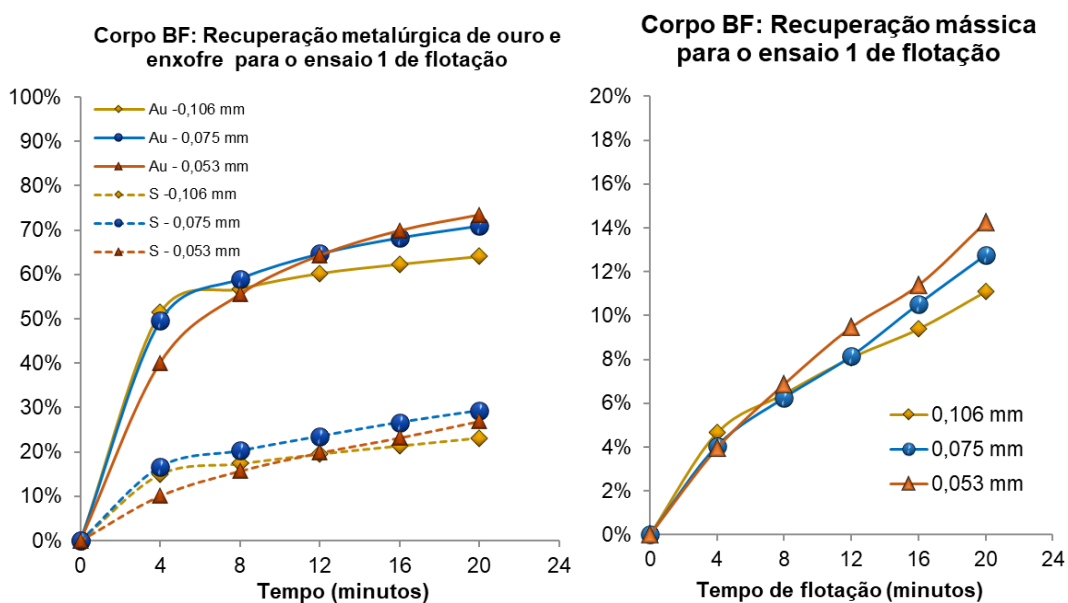 Corpo BF: Recuperação metalúrgica de ouro e
enxofre para o ensaio 1 de flotação
100%
90%
80%
70%
60%
50%
40%
30%
20%
10%
0%
Au -0,106 mm
Au - 0,075 mm
Au - 0,053 mm
S -0,106 mm
S - 0,075 mm
S - 0,053 mm
0 4 8 12 16 20 24
Tempo (minutos)
Corpo BF: Recuperação mássica
para o ensaio 1 de flotação
20%
18%
16%
14%
12%
10%
8%
6%
4%
2%
0%
0,106 mm
0,075 mm
0,053 mm
0 4 8 12 16 20 24
Tempo de flotação (minutos)